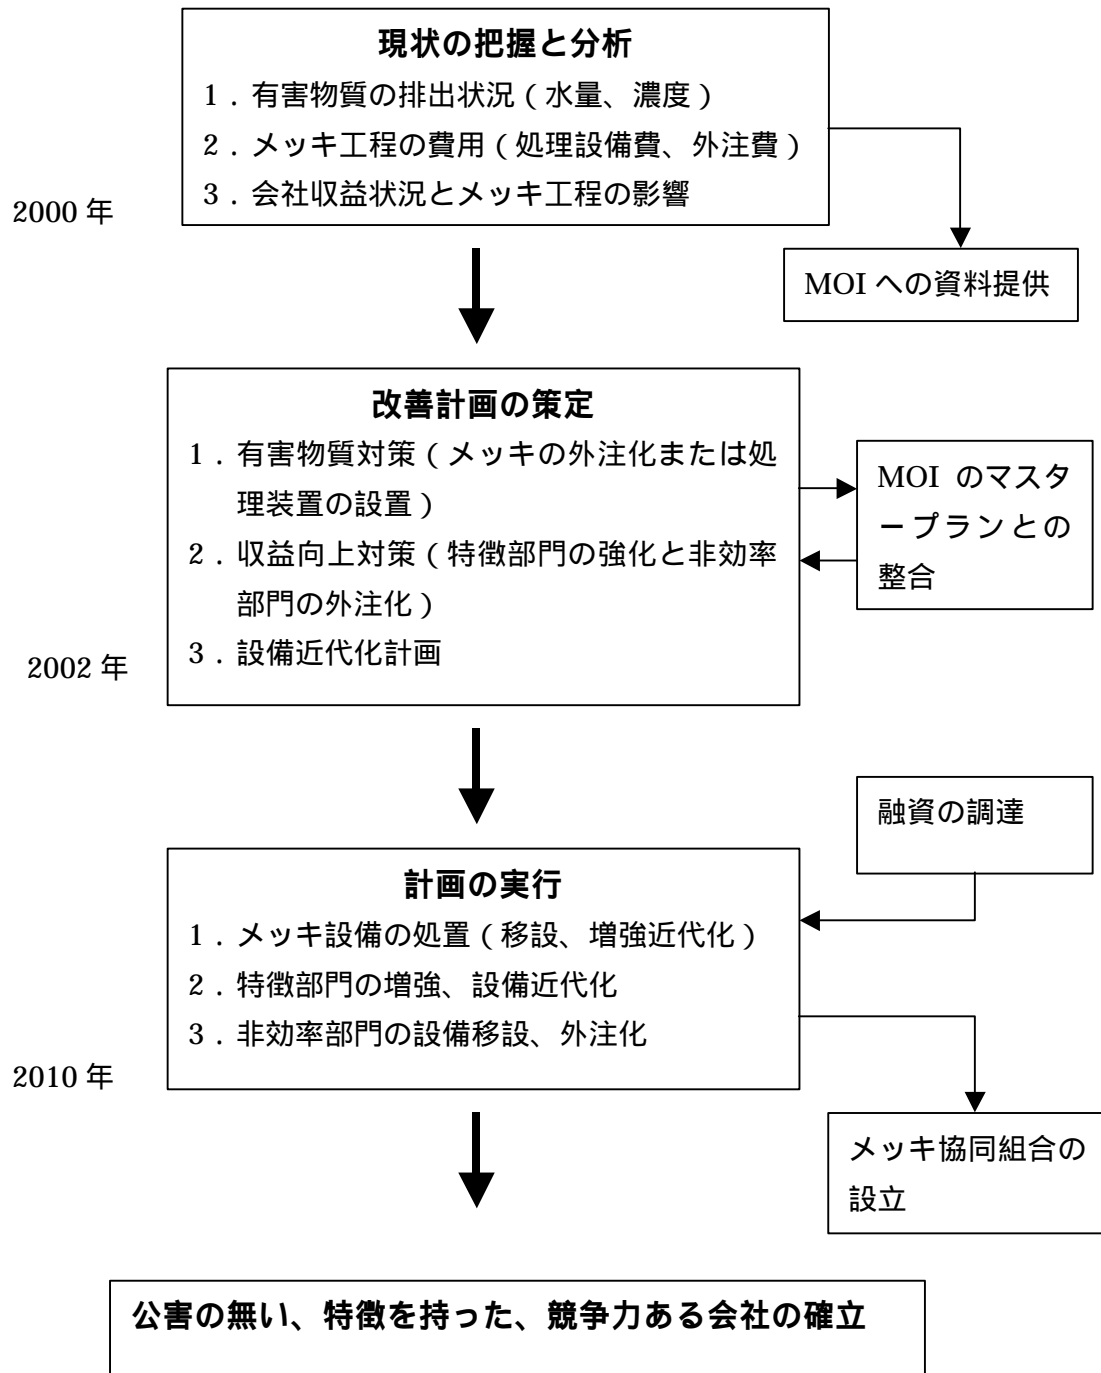 現状の把握と分析
1．有害物質の排出状況（水量、濃度）
2．メッキ工程の費用（処理設備費、外注費）
3．会社収益状況とメッキ工程の影響
2000 年
MOI への資料提供
改善計画の策定
1．有害物質対策（メッキの外注化または処
理装置の設置）
2．収益向上対策（特徴部門の強化と非効率
部門の外注化）
3．設備近代化計画
2002 年
MOI のマスタ
ープランとの
整合
融資の調達
計画の実行
1．メッキ設備の処置（移設、増強近代化）
2．特徴部門の増強、設備近代化
3．非効率部門の設備移設、外注化
2010 年
メッキ協同組合の
設立
公害の無い、特徴を持った、競争力ある会社の確立